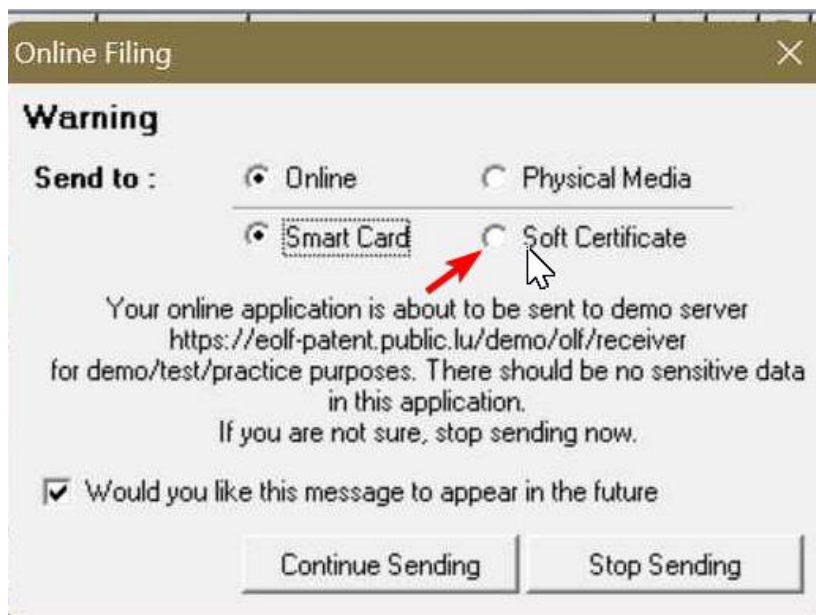 Online Filing
Warning
Send to : Online Physical Media
Smart Card Soft Certificate
Your online application is about to be sent to demo server
https://eolf-patent.public.lu/demo/olf/receiver
for demo/test/practice purposes. There should be no sensitive data
in this application.
If you are not sure, stop sending now.
Would you like this message to appear in the future
Continue Sending Stop Sending